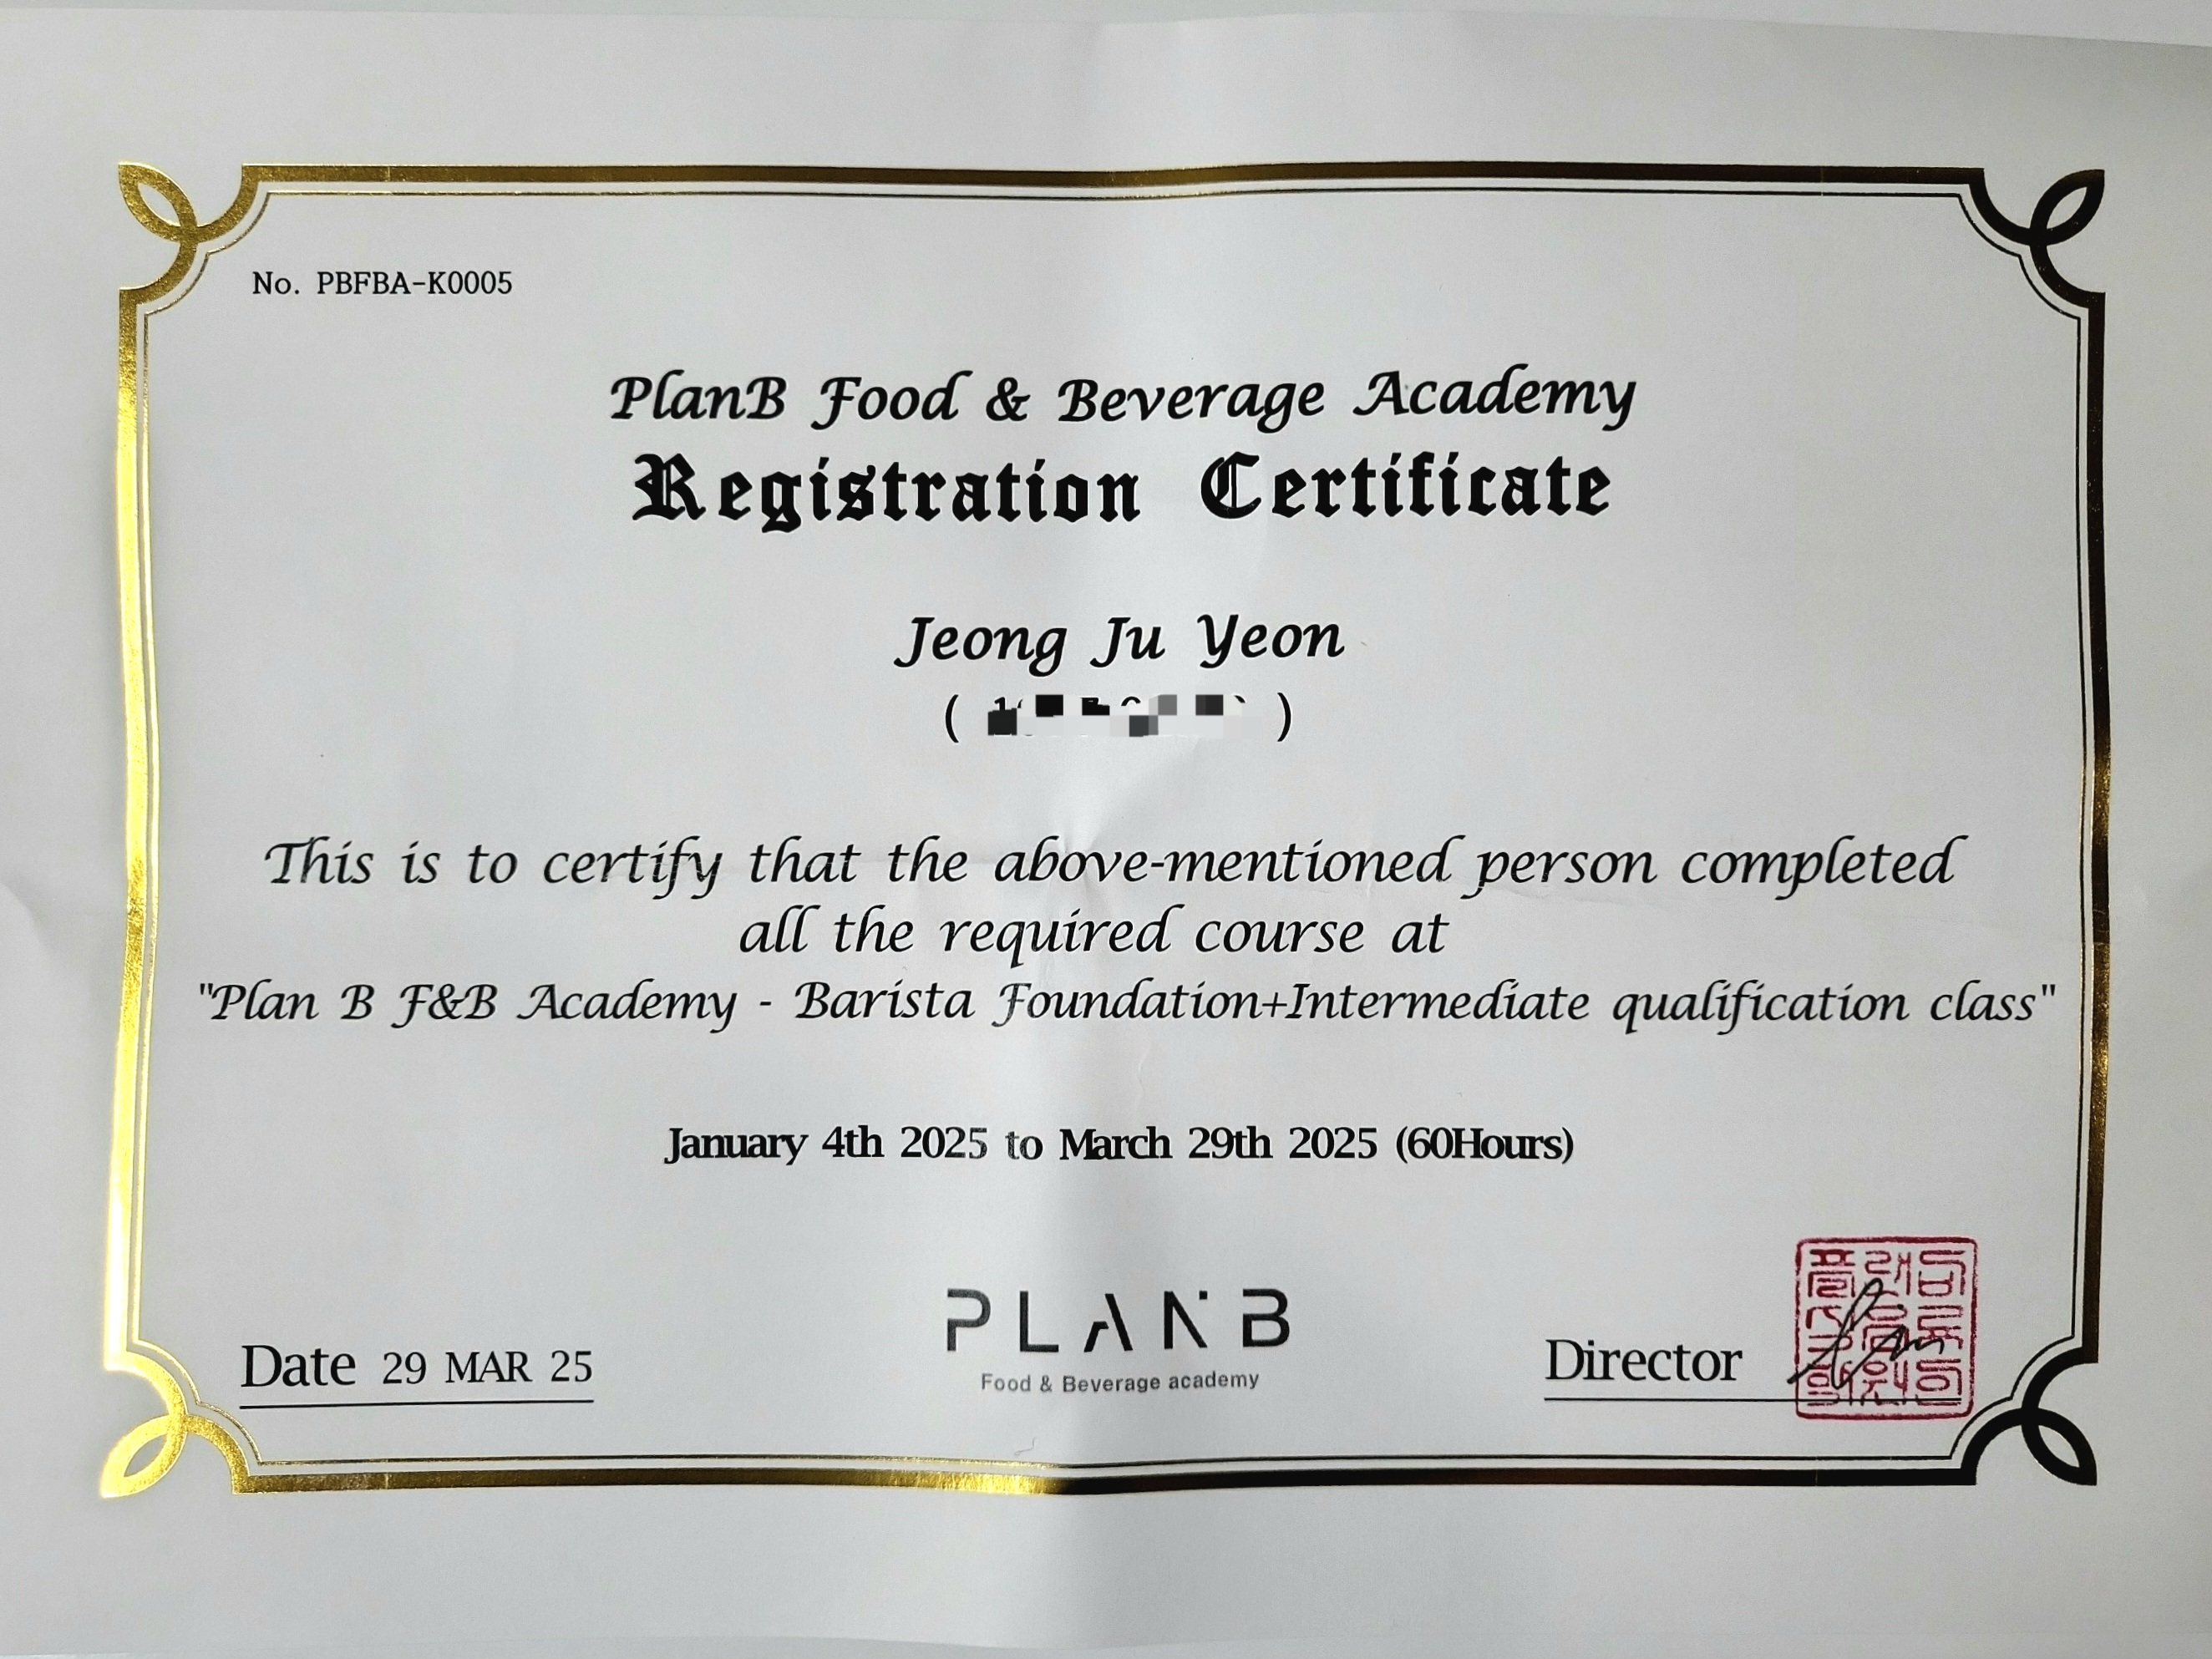 No. PBFBA-K0005
PlanB Food & Beverage Academy
Registration Certificate
Jeong Ju Yeon
( )
This is to certify that the above-mentioned person completed
all the required course at
"Plan B F&B Academy - Barista Foundation+Intermediate qualification class"
January 4th 2025 to March 29th 2025 (60Hours)
Date 29 MAR 25
PLANB
Food & Beverage academy
Director